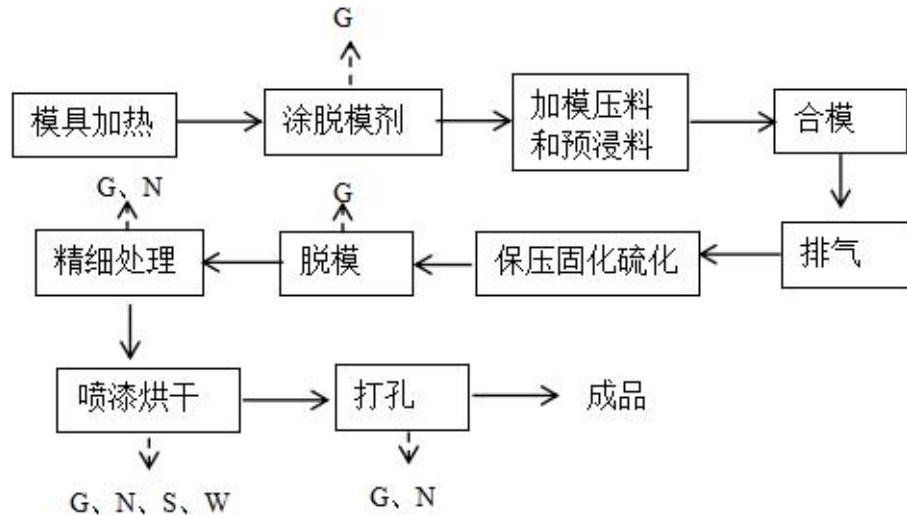 G
模具加热
涂脱模剂
加模压料
和预浸料
合模
G、N
G
精细处理
脱模
保压固化硫化
排气
喷漆烘干
打孔
成品
G、N、S、W
G、N